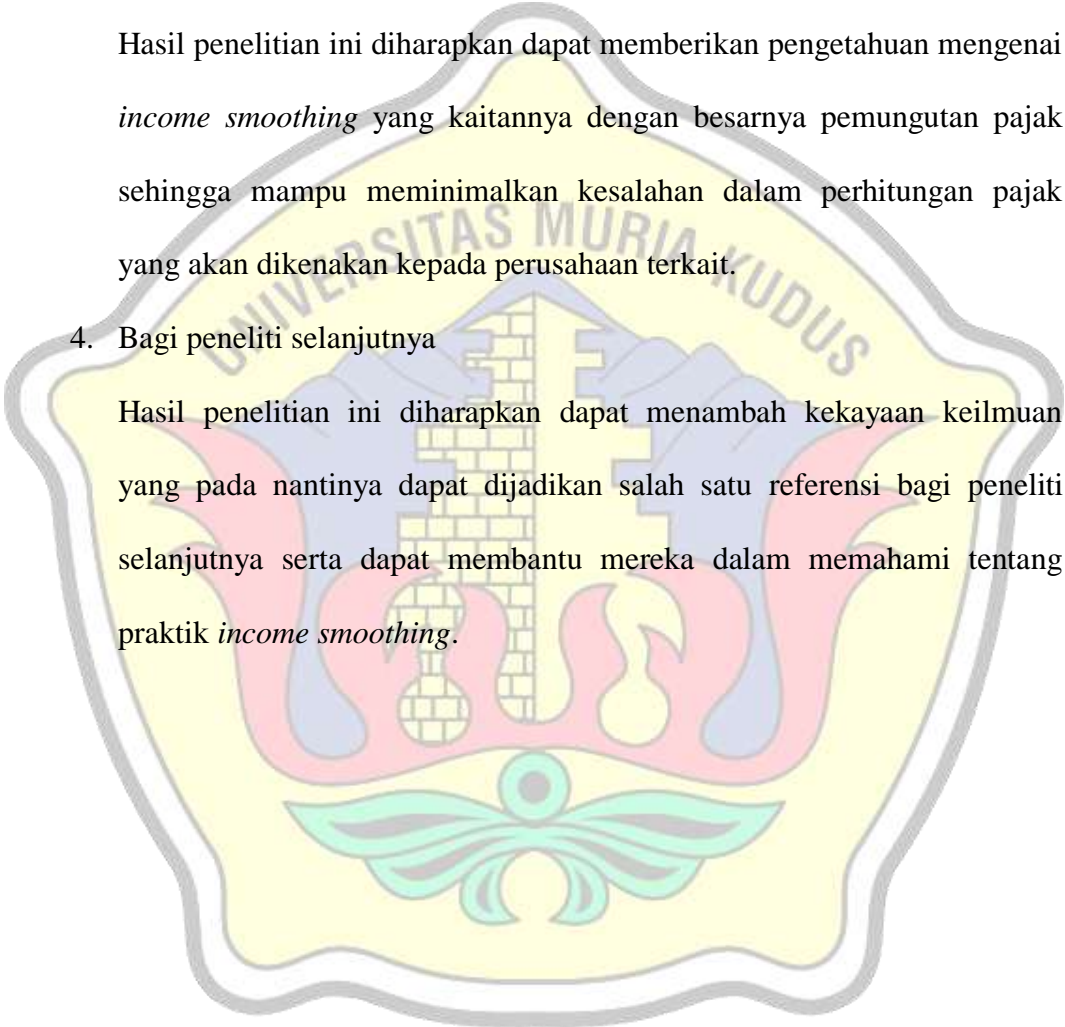 Hasil penelitian ini diharapkan dapat memberikan pengetahuan mengenai
income smoothing yang kaitannya dengan besarnya pemungutan pajak
sehingga mampu meminimalkan kesalahan dalam perhitungan pajak
yang akan dikenakan kepada perusahaan terkait.
UNIVERSITAS MURIA KUDUS
4. Bagi peneliti selanjutnya
Hasil penelitian ini diharapkan dapat menambah kekayaan keilmuan
yang pada nantinya dapat dijadikan salah satu referensi bagi peneliti
selanjutnya serta dapat membantu mereka dalam memahami tentang
praktik income smoothing.